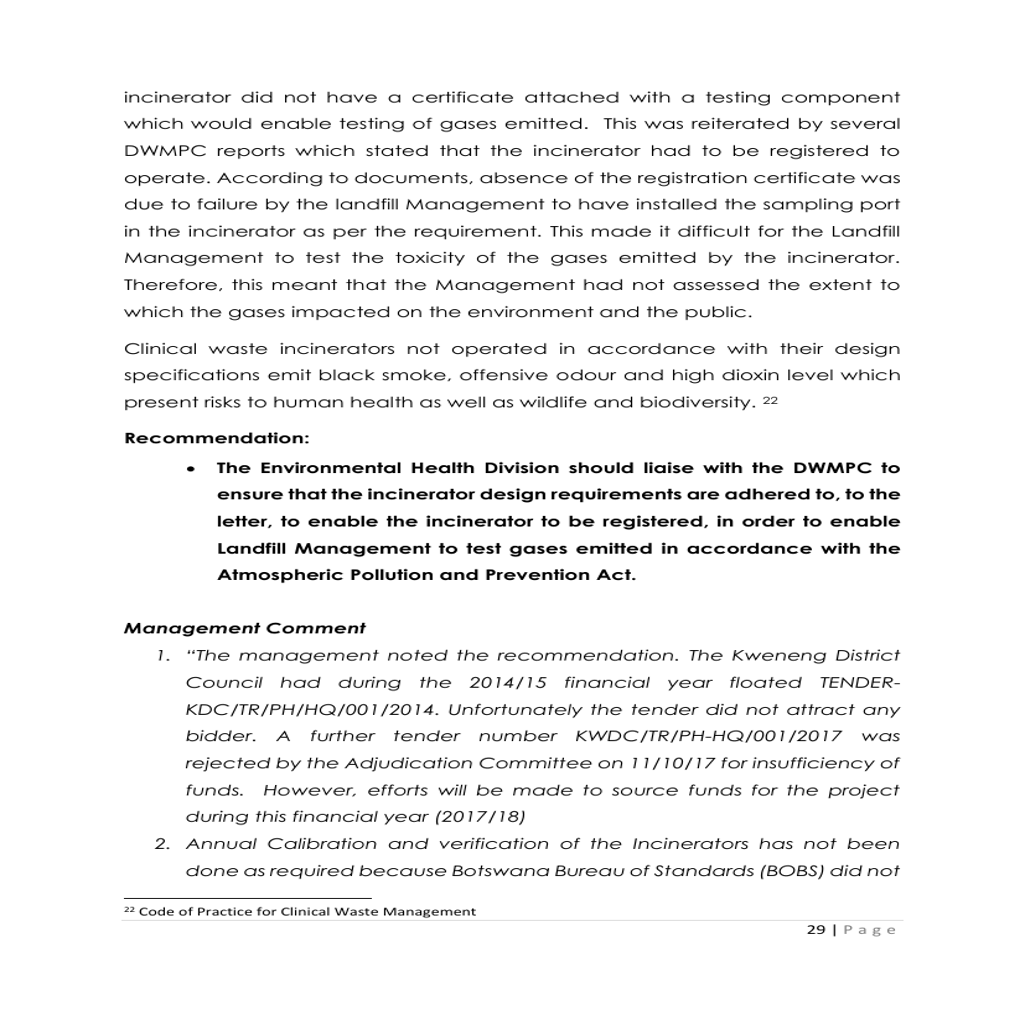 incinerator did not have a certificate attached with a testing component
which would enable testing of gases emitted.  This was reiterated by several
DWMPC reports which stated that the incinerator had to be registered to
operate. According to documents, absence of the registration certificate was
due to failure by the landfill Management to have installed the sampling port
in the incinerator as per the requirement. This made it difficult for the Landfill
Management to test the toxicity of the gases emitted by the incinerator.
Therefore, this meant that the Management had not assessed the extent to
which the gases impacted on the environment and the public.
Clinical waste incinerators not operated in accordance with their design
specifications emit black smoke, offensive odour and high dioxin level which
present risks to human health as well as wildlife and biodiversity. 22
Recommendation:
• The Environmental Health Division should liaise with the DWMPC to
ensure that the incinerator design requirements are adhered to, to the
letter, to enable the incinerator to be registered, in order to enable
Landfill Management to test gases emitted in accordance with the
Atmospheric Pollution and Prevention Act.
Management Comment
1. “The management noted the recommendation. The Kweneng District
Council had during the 2014/15 financial year floated TENDER-
KDC/TR/PH/HQ/001/2014. Unfortunately the tender did not attract any
bidder. A further tender number KWDC/TR/PH-HQ/001/2017 was
rejected by the Adjudication Committee on 11/10/17 for insufficiency of
funds.  However, efforts will be made to source funds for the project
during this financial year (2017/18)
2. Annual Calibration and verification of the Incinerators has not been
done as required because Botswana Bureau of Standards (BOBS) did not
22 Code of Practice for Clinical Waste Management
29 | Page